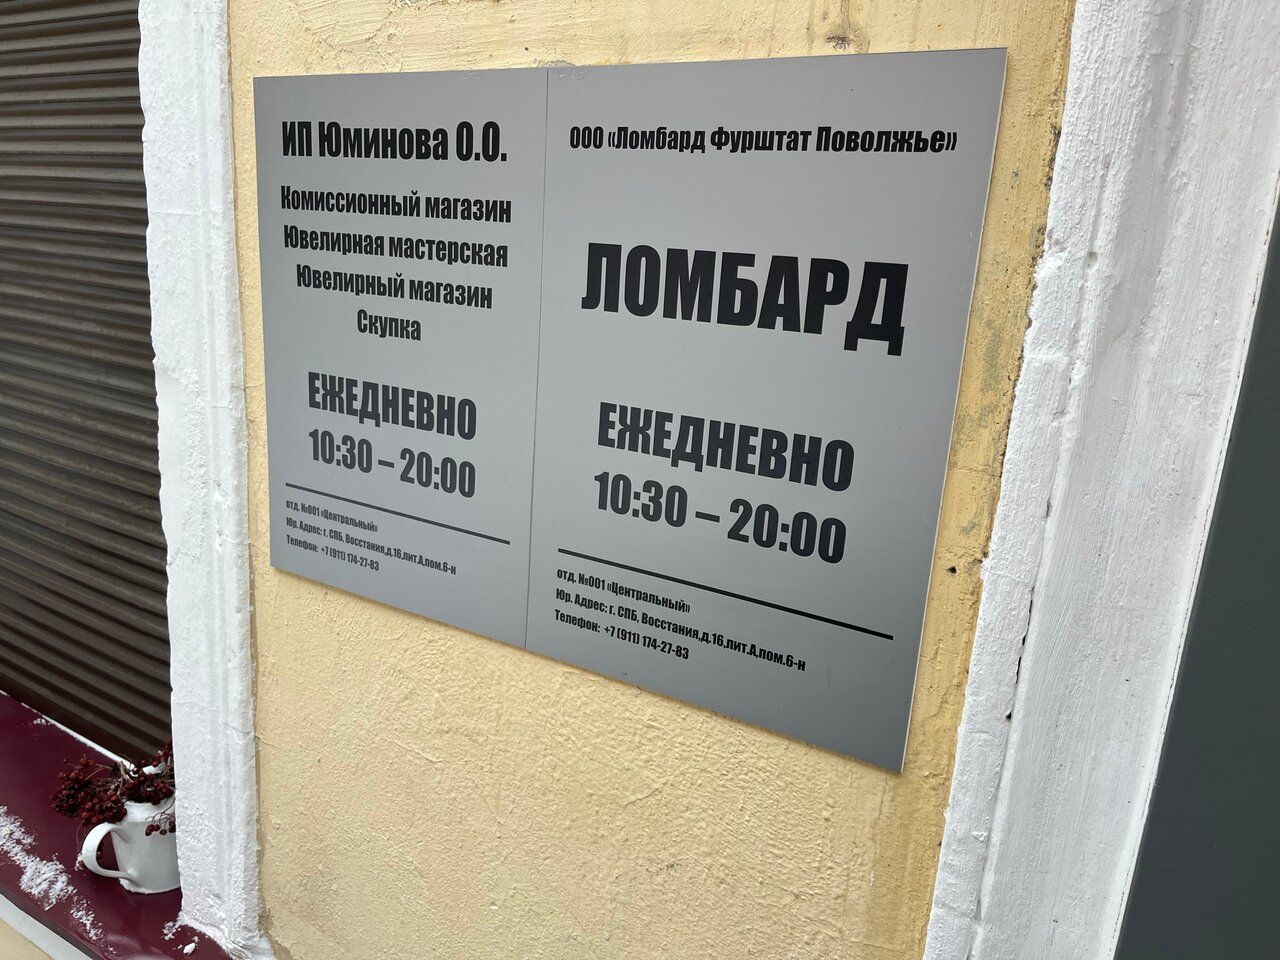 ИП Юминова О.О.
Комиссионный магазин
Ювелирная мастерская
Ювелирный магазин
Скупка
ЕЖЕДНЕВНО
10:30 – 20:00
отд. №001 «Центральный»
Юр. Адрес: г. СПБ, Восстания,д.16,лит.А,пом.6-н
Телефон: +7 (911) 174-27-83
ООО «Ломбард Фурштат Поволжье»
ЛОМБАРД
ЕЖЕДНЕВНО
10:30 – 20:00
отд. №001 «Центральный»
Юр. Адрес: г. СПБ, Восстания,д.16,лит.А,пом.6-н
Телефон: +7 (911) 174-27-83